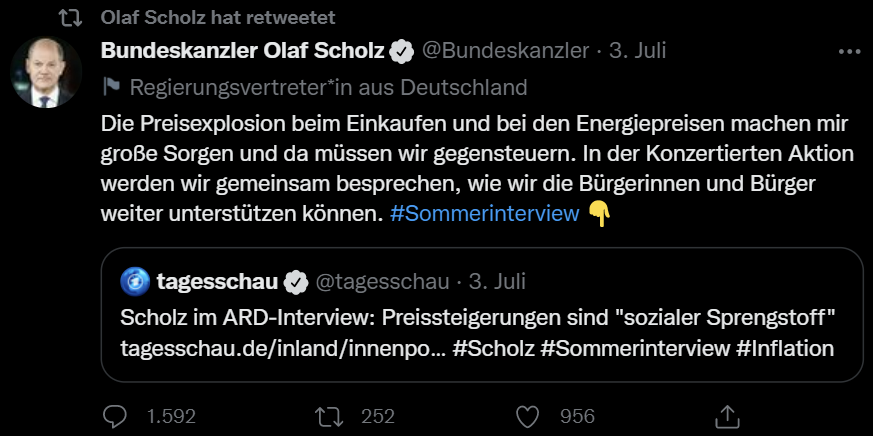 Olaf Scholz hat retweetet
Bundeskanzler Olaf Scholz @Bundeskanzler · 3. Juli
Regierungsvertreter*in aus Deutschland
Die Preisexplosion beim Einkaufen und bei den Energiepreisen machen mir
große Sorgen und da müssen wir gegensteuern. In der Konzertierten Aktion
werden wir gemeinsam besprechen, wie wir die Bürgerinnen und Bürger
weiter unterstützen können. #Sommerinterview 👇
tagesschau @tagesschau · 3. Juli
Scholz im ARD-Interview: Preissteigerungen sind "sozialer Sprengstoff"
tagesschau.de/inland/innenpo… #Scholz #Sommerinterview #Inflation
1.592 252 956